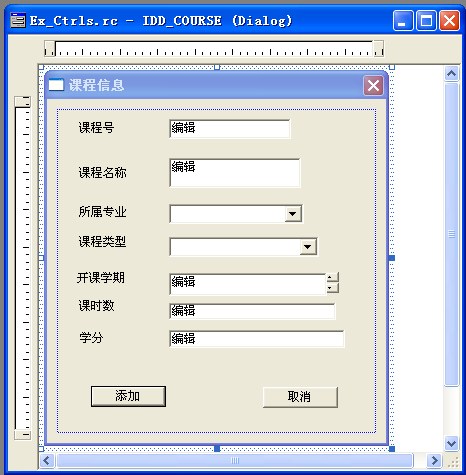 Ex_Ctrls.rc - IDD_COURSE (Dialog)
课程信息
课程号 编辑
课程名称 编辑
所属专业
课程类型
开课学期 编辑
课时数 编辑
学分 编辑
添加 取消